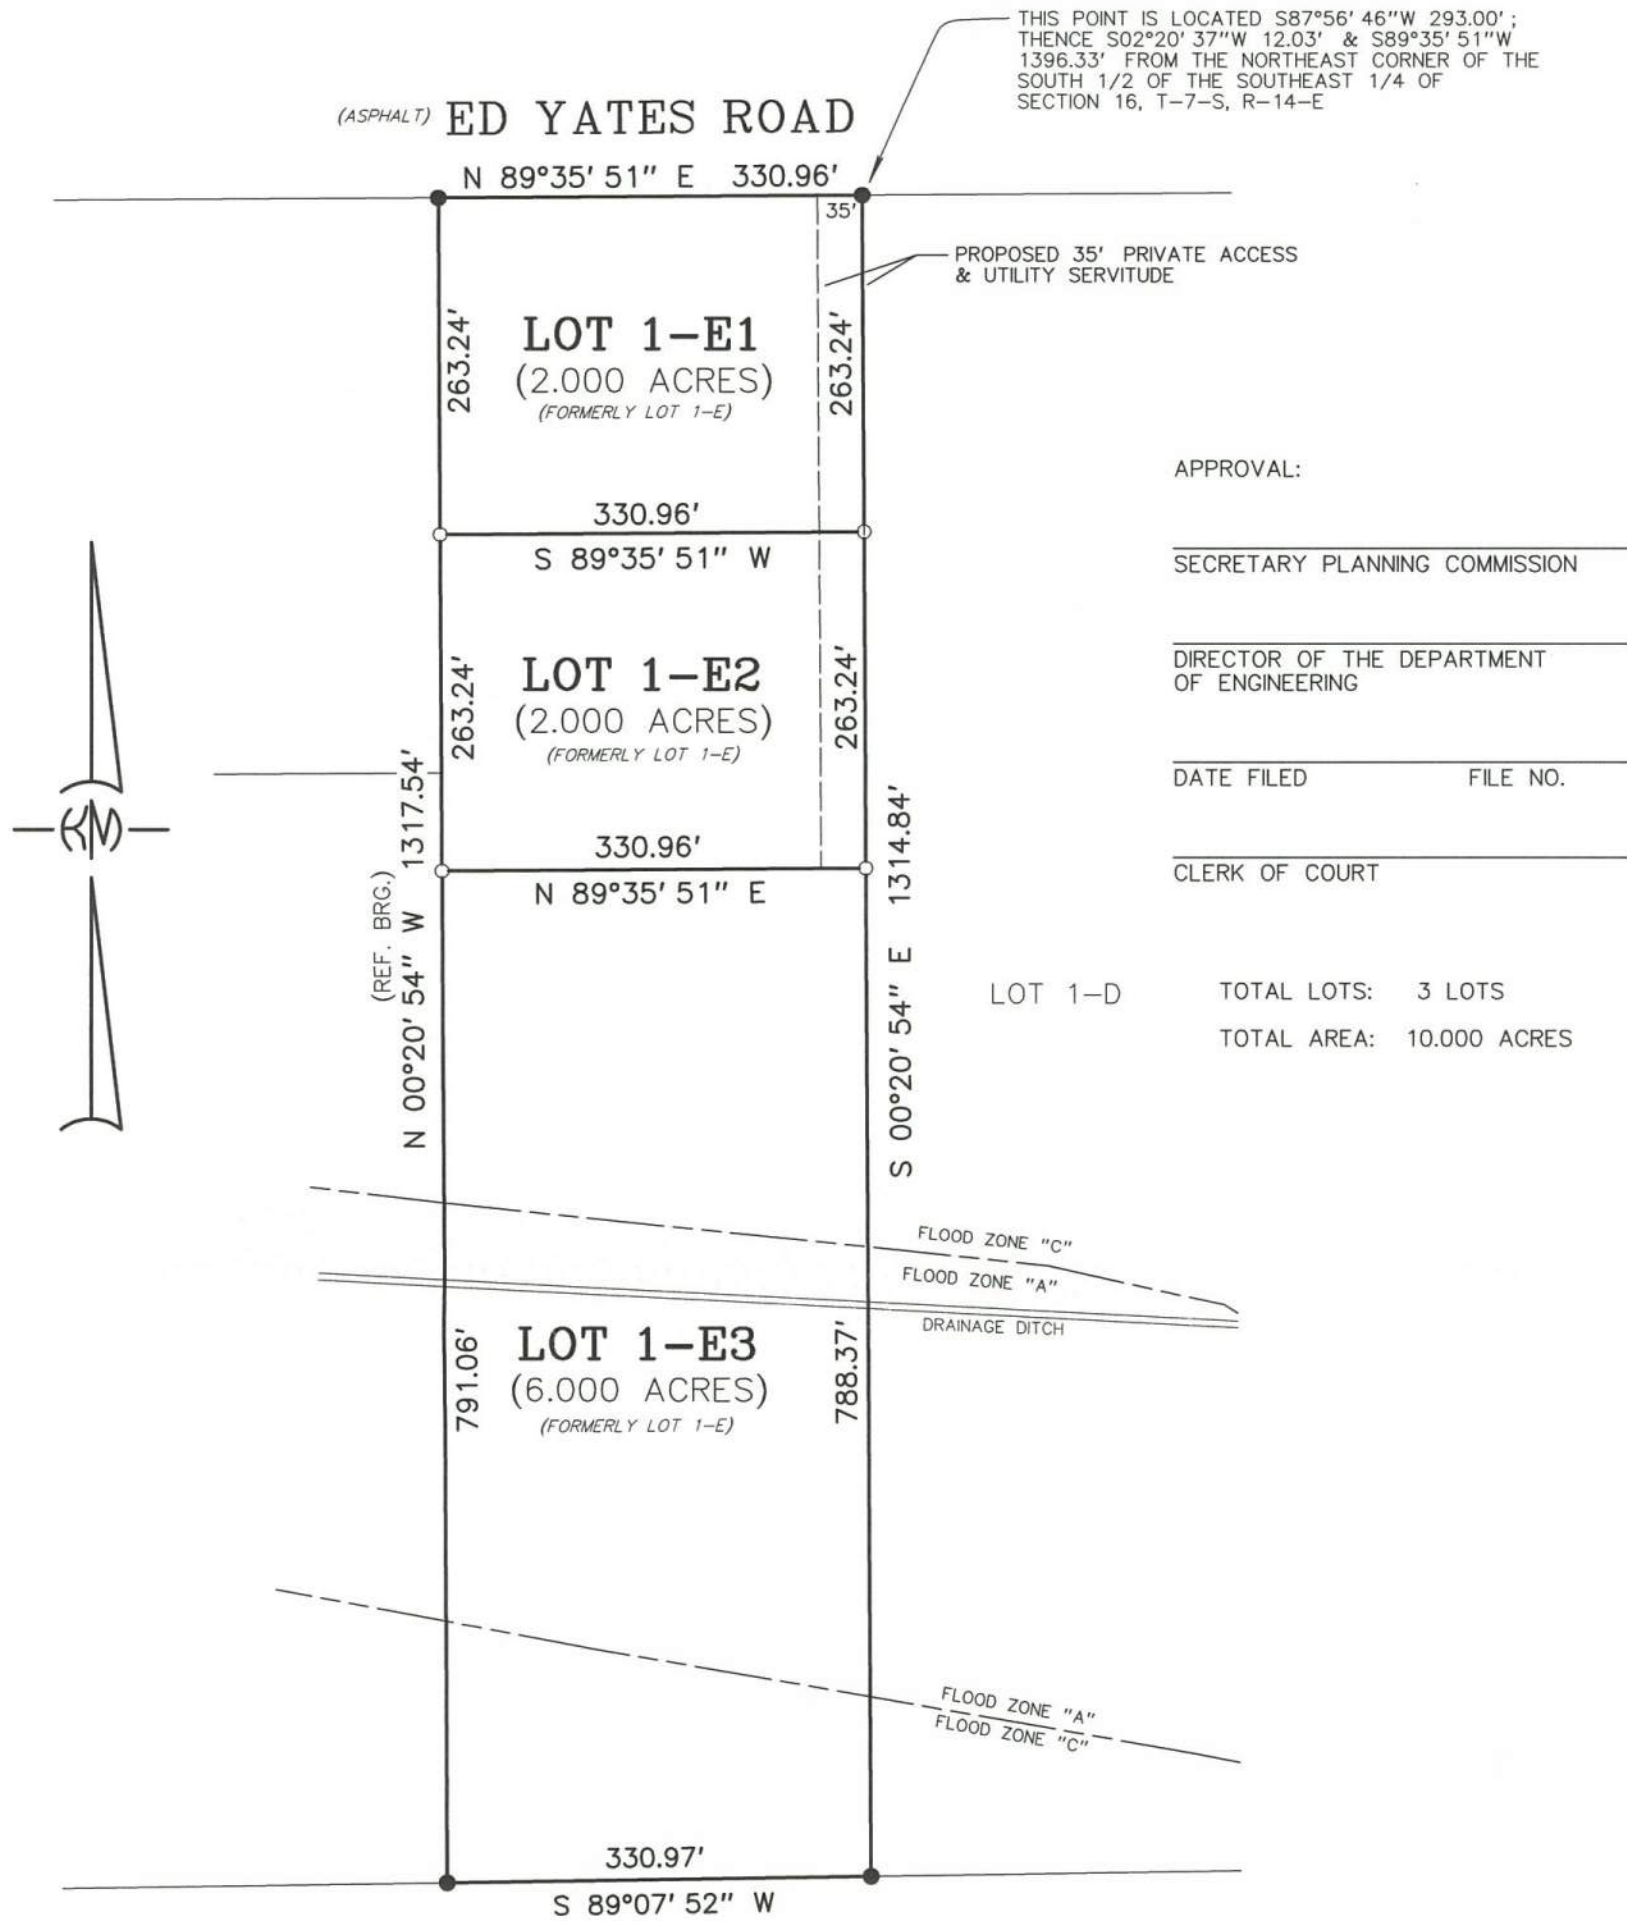 THIS POINT IS LOCATED S87°56'46"W 293.00';
THENCE S02°20'37"W 12.03' & S89°35'51"W
1396.33' FROM THE NORTHEAST CORNER OF THE
SOUTH 1/2 OF THE SOUTHEAST 1/4 OF
SECTION 16, T-7-S, R-14-E
(ASPHALT) ED YATES ROAD
N 89°35'51" E 330.96'
35'
PROPOSED 35' PRIVATE ACCESS
& UTILITY SERVITUDE
263.24'
LOT 1-E1
(2.000 ACRES)
(FORMERLY LOT 1-E)
263.24'
330.96'
S 89°35'51" W
APPROVAL:
SECRETARY PLANNING COMMISSION
DIRECTOR OF THE DEPARTMENT
OF ENGINEERING
DATE FILED FILE NO.
CLERK OF COURT
263.24'
LOT 1-E2
(2.000 ACRES)
(FORMERLY LOT 1-E)
263.24'
330.96'
N 89°35'51" E
KM
(REF. BRG.)
N 00°20'54" W 1317.54'
S 00°20'54" E 1314.84'
LOT 1-D
TOTAL LOTS: 3 LOTS
TOTAL AREA: 10.000 ACRES
FLOOD ZONE "C"
FLOOD ZONE "A"
DRAINAGE DITCH
791.06'
LOT 1-E3
(6.000 ACRES)
(FORMERLY LOT 1-E)
788.37'
FLOOD ZONE "A"
FLOOD ZONE "C"
330.97'
S 89°07'52" W